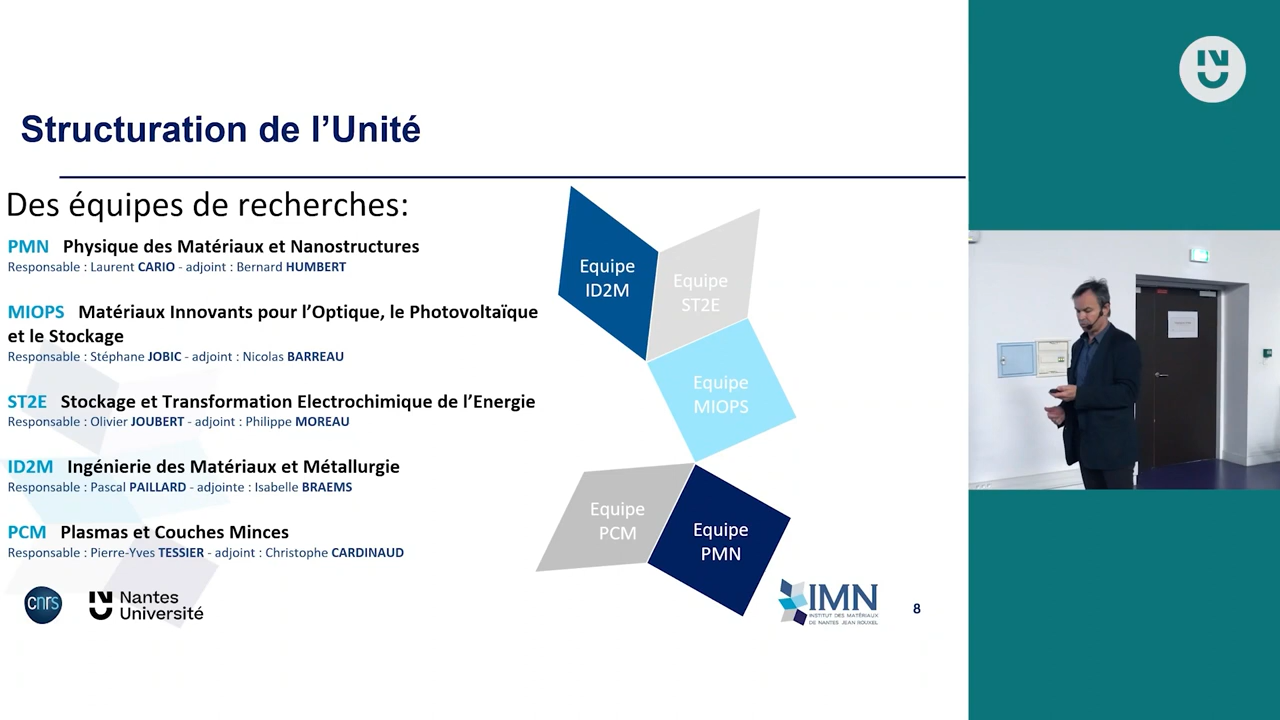 Structuration de l’Unité
Des équipes de recherches:
PMN Physique des Matériaux et Nanostructures
Responsable : Laurent CARIO - adjoint : Bernard HUMBERT
MIOPS Matériaux Innovants pour l’Optique, le Photovoltaïque
et le Stockage
Responsable : Stéphane JOBIC - adjoint : Nicolas BARREAU
ST2E Stockage et Transformation Electrochimique de l’Energie
Responsable : Olivier JOUBERT - adjoint : Philippe MOREAU
ID2M Ingénierie des Matériaux et Métallurgie
Responsable : Pascal PAILLARD - adjointe : Isabelle BRAEMS
PCM Plasmas et Couches Minces
Responsable : Pierre-Yves TESSIER - adjoint : Christophe CARDINAUD
Equipe
ID2M
Equipe
ST2E
Equipe
MIOPS
Equipe
PCM
Equipe
PMN
cnrs
Nantes
Université
IMN
INSTITUT DES MATÉRIAUX
DE NANTES JEAN ROUXEL
8